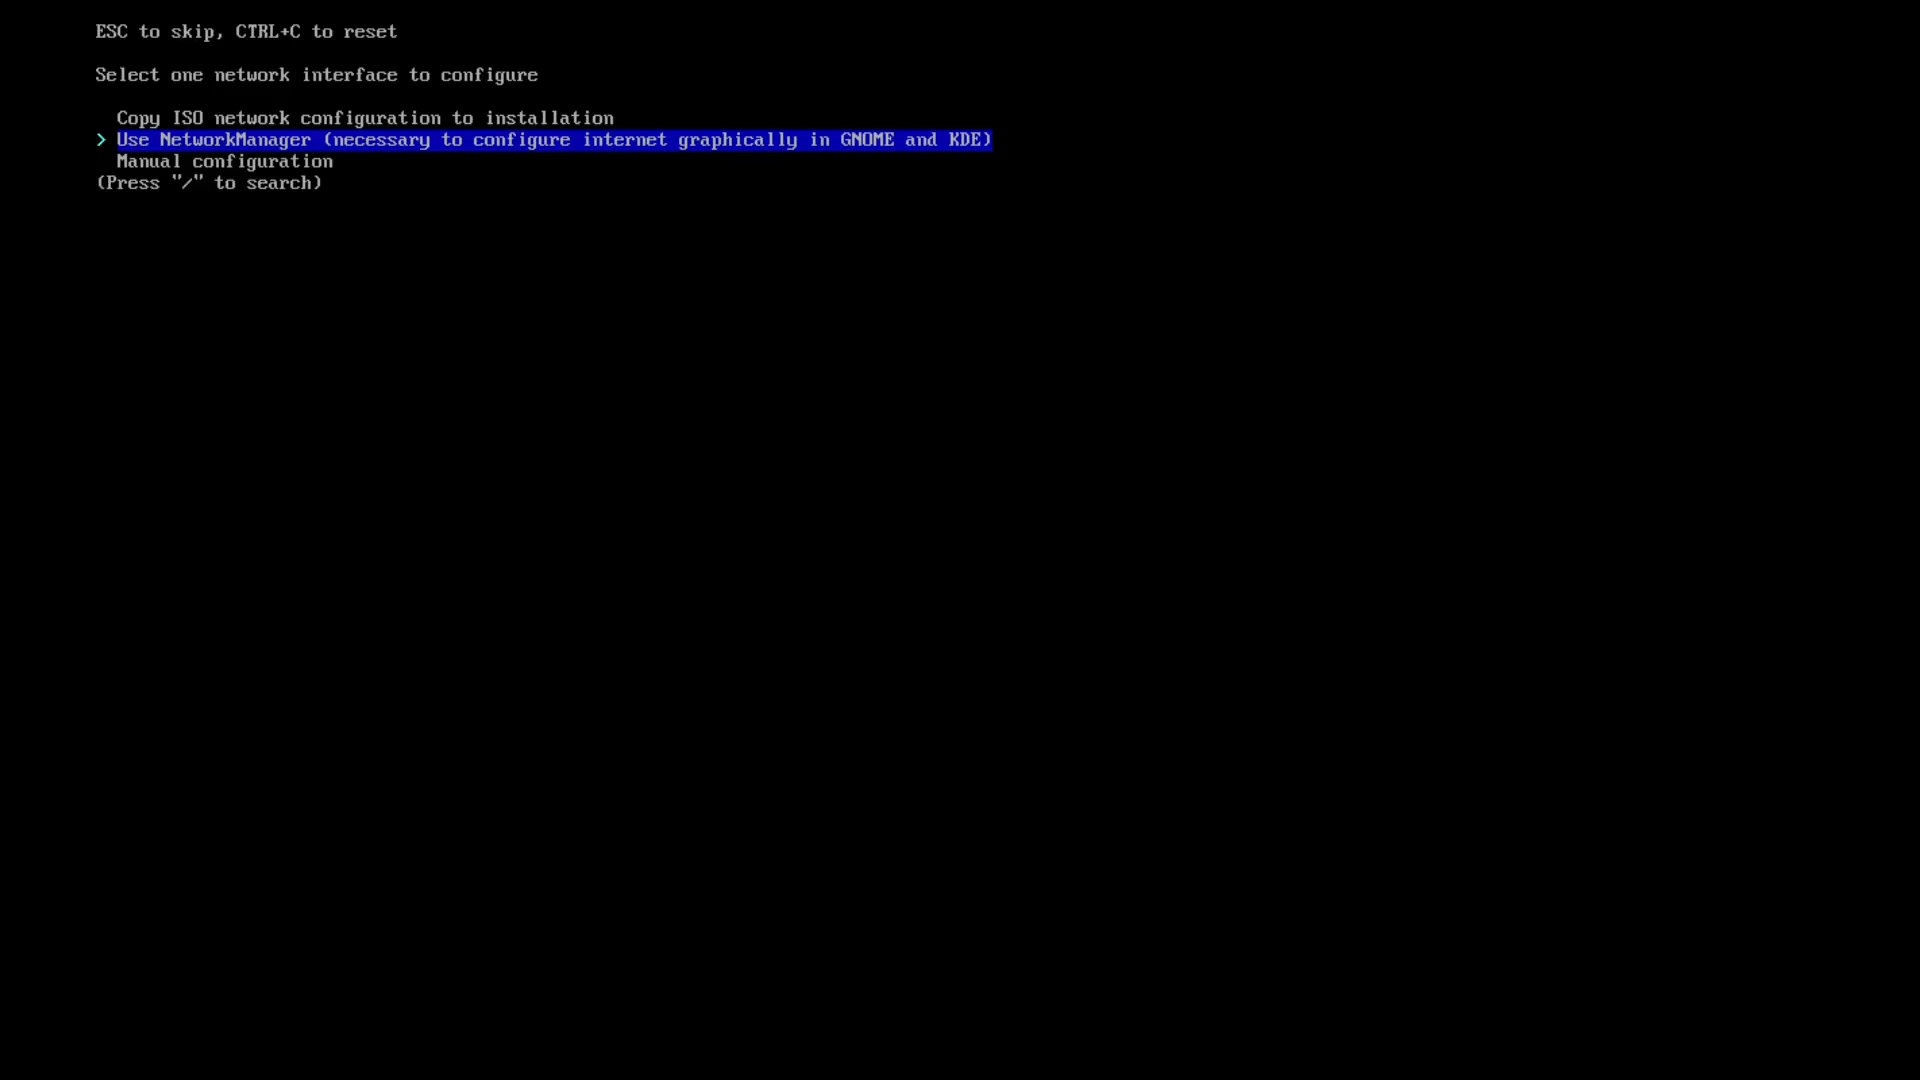 ESC to skip, CTRL+C to reset
Select one network interface to configure
Copy ISO network configuration to installation
> Use NetworkManager (necessary to configure internet graphically in GNOME and KDE)
Manual configuration
(Press "/" to search)